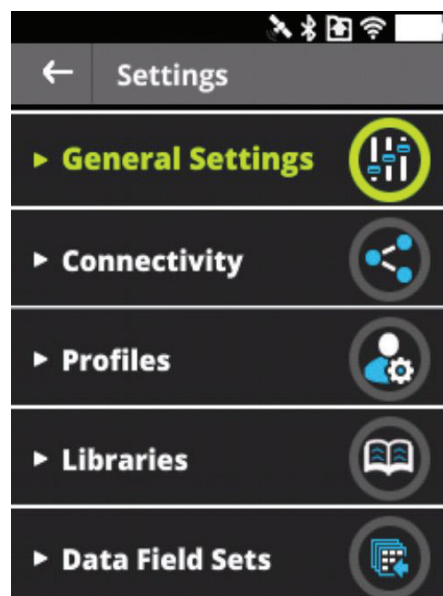 Settings
General Settings
Connectivity
Profiles
Libraries
Data Field Sets